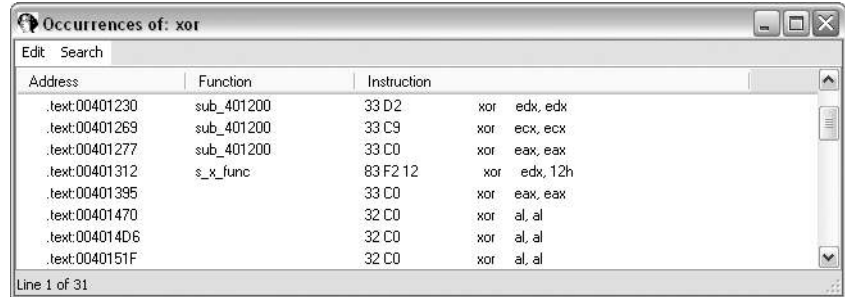 Occurrences of: xor
Edit Search
Address Function Instruction
.text:00401230 sub_401200 33 D2 xor edx, edx
.text:00401269 sub_401200 33 C9 xor ecx, ecx
.text:00401277 sub_401200 33 C0 xor eax, eax
.text:00401312 s_x_func 83 F2 12 xor edx, 12h
.text:00401395 33 C0 xor eax, eax
.text:00401470 32 C0 xor al, al
.text:004014D6 32 C0 xor al, al
.text:0040151F 32 C0 xor al, al
Line 1 of 31